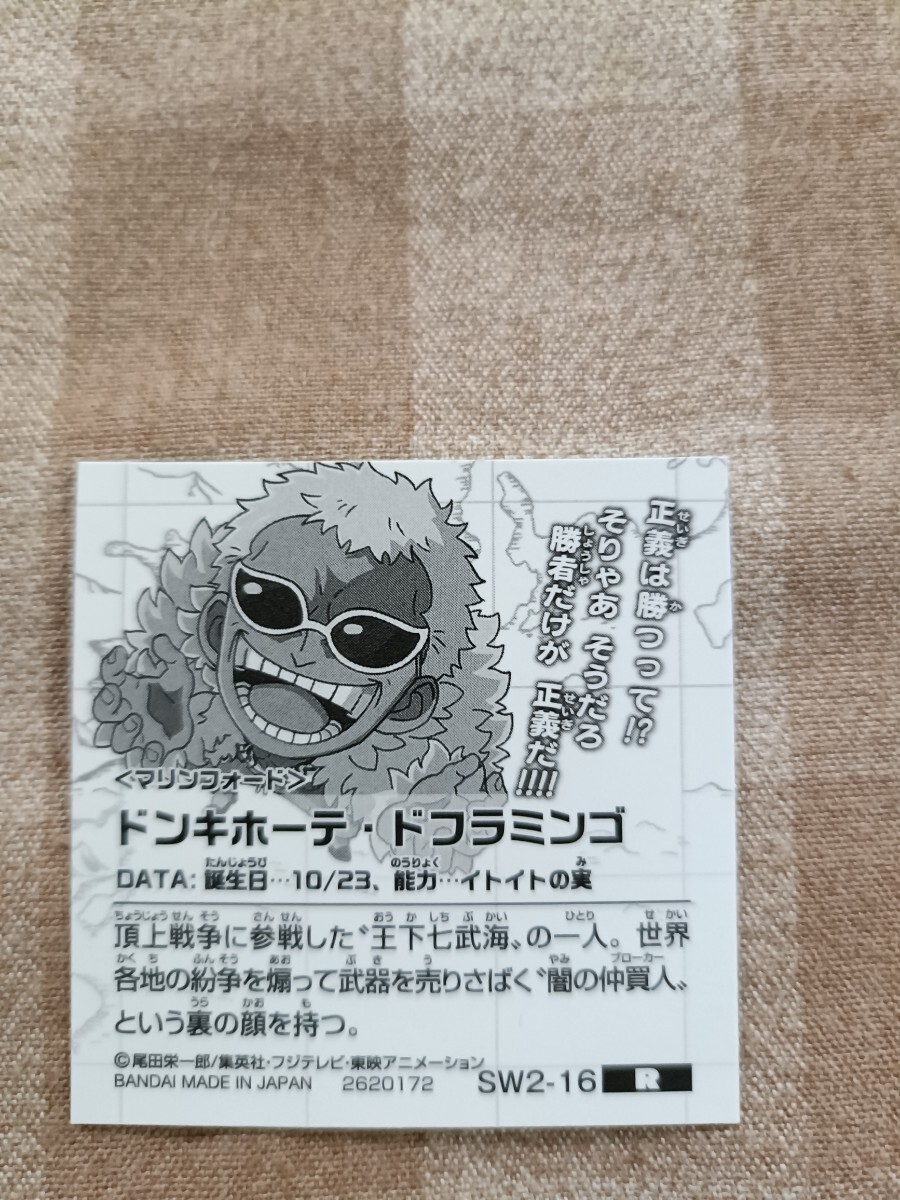 正義は勝つって!?
そりゃあ、そうだろ
勝者だけが 正義だ!!!!
<マリンフォード>
ドンキホーテ・ドフラミンゴ
DATA: 誕生日…10/23、能力…イトイトの実
頂上戦争に参戦した〝王下七武海〟の一人。世界
各地の紛争を煽って武器を売りさばく〝闇の仲買人〟
という裏の顔を持つ。
©尾田栄一郎/集英社・フジテレビ・東映アニメーション
BANDAI MADE IN JAPAN 2620172 SW2-16 R